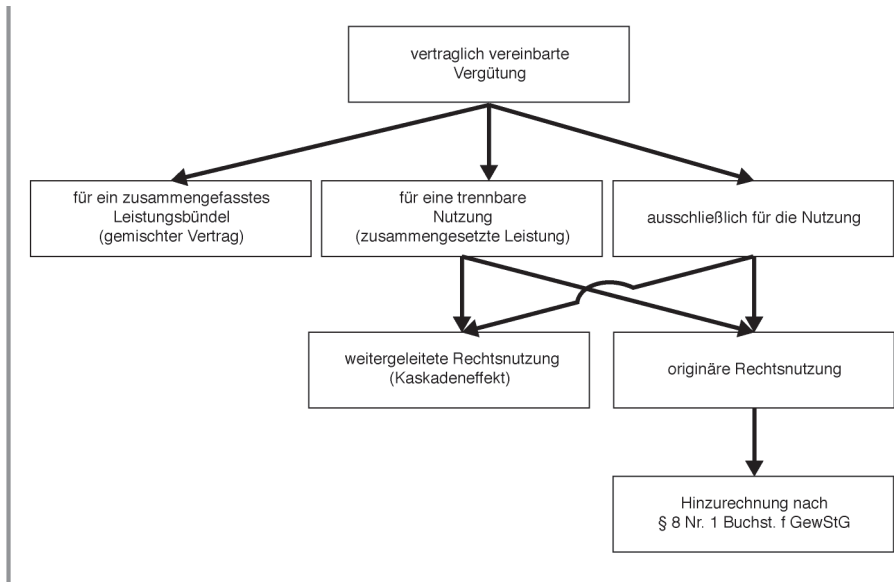 vertraglich vereinbarte
Vergütung
für ein zusammengefasstes
Leistungsbündel
(gemischter Vertrag)
für eine trennbare
Nutzung
(zusammengesetzte Leistung)
ausschließlich für die Nutzung
weitergeleitete Rechtsnutzung
(Kaskadeneffekt)
originäre Rechtsnutzung
Hinzurechnung nach
§ 8 Nr. 1 Buchst. f GewStG